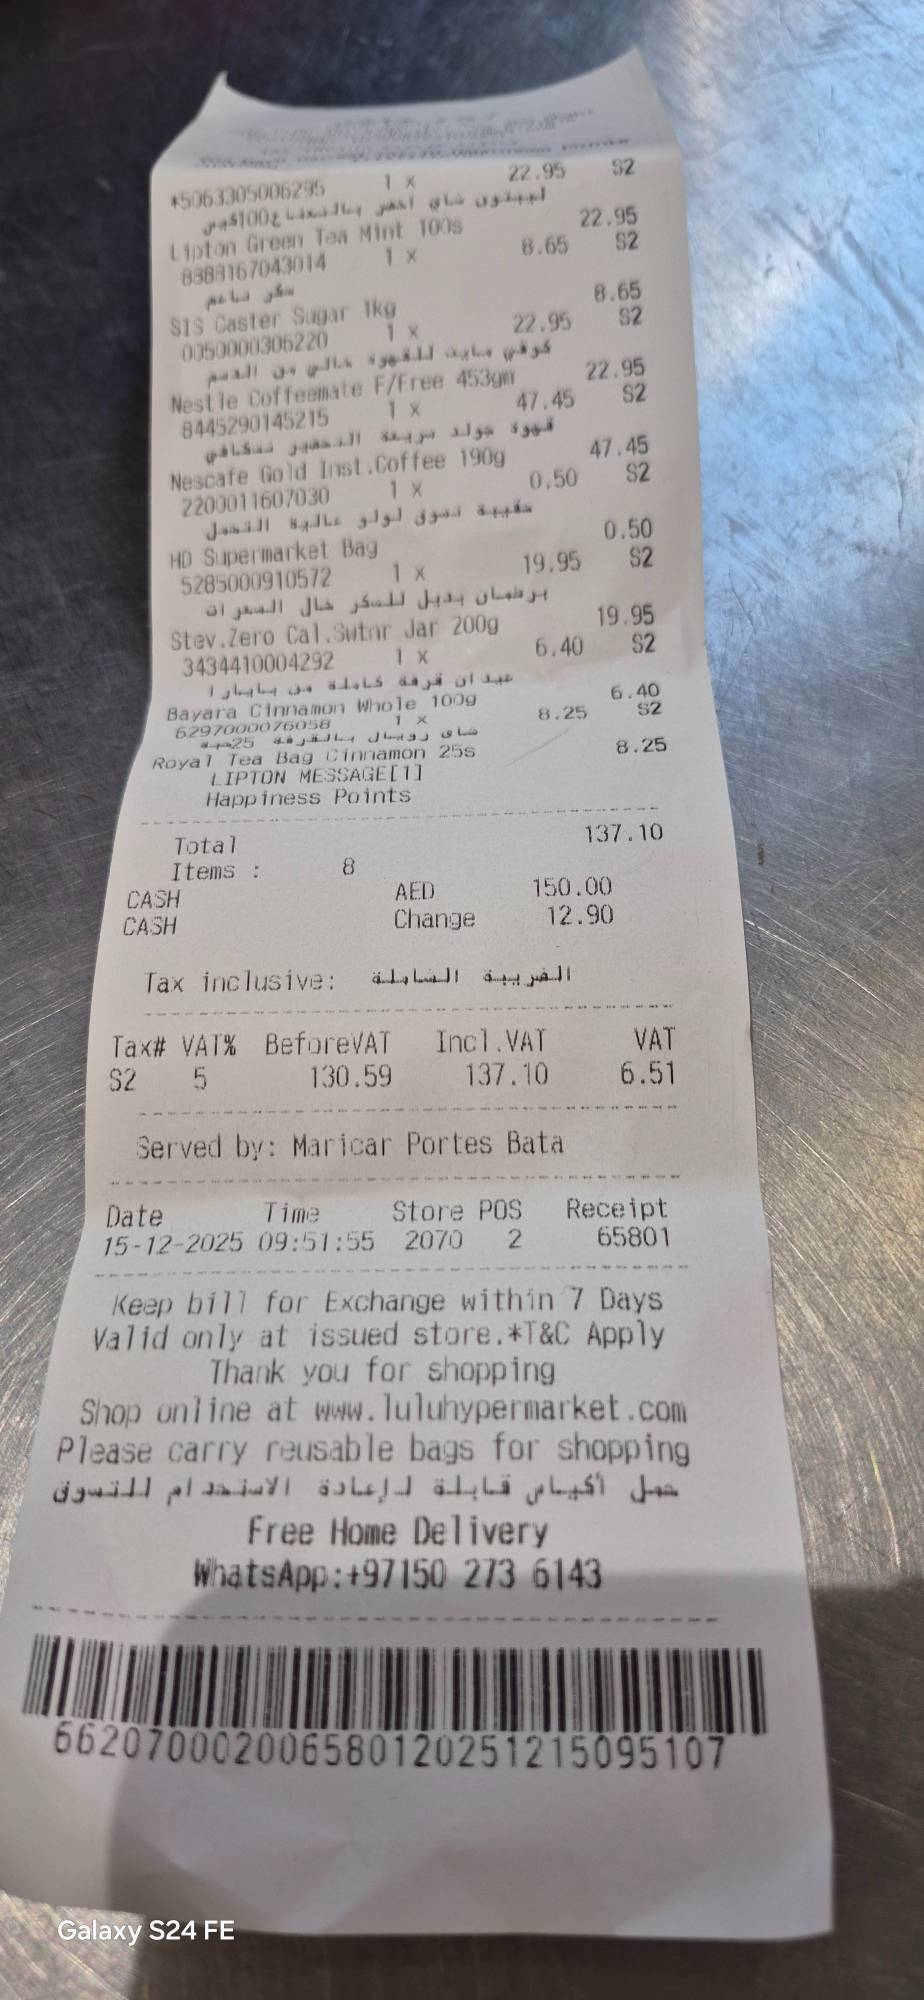 *5063305006295 1 x 22.95 S2
ليبتون شاي اخضر بالنعناع 100كيس
Lipton Green Tea Mint 100s 22.95
8888167043014 1 x 8.65 S2
سكر ناعم
SIS Caster Sugar 1kg 8.65
0050000306220 1 x 22.95 S2
كوفي مايت للقهوة خالي من الدسم
Nestle Coffeemate F/Free 453gm 22.95
8445290145215 1 x 47.45 S2
قهوة جولد سريعة التحضير نسكافي
Nescafe Gold Inst.Coffee 190g 47.45
2200011607030 1 x 0.50 S2
حقيبة تسوق لولو عالية التحمل
HD Supermarket Bag 0.50
5285000910572 1 x 19.95 S2
برطمان بديل للسكر خال السعرات
Stev.Zero Cal.Swtnr Jar 200g 19.95
3434410004292 1 x 6.40 S2
عيدان قرفة كاملة من بايارا
Bayara Cinnamon Whole 100g 6.40
6297000076058 1 x 8.25 S2
شاي رويال بالقرفة 25حبة
Royal Tea Bag Cinnamon 25s 8.25
LIPTON MESSAGE[1]
Happiness Points
Total 137.10
Items : 8
CASH AED 150.00
CASH Change 12.90
Tax inclusive: الضريبة الشاملة
Tax# VAT% BeforeVAT Incl.VAT VAT
S2 5 130.59 137.10 6.51
Served by: Maricar Portes Bata
Date Time Store POS Receipt
15-12-2025 09:51:55 2070 2 65801
Keep bill for Exchange within 7 Days
Valid only at issued store.*T&C Apply
Thank you for shopping
Shop online at www.luluhypermarket.com
Please carry reusable bags for shopping
حمل أكياس قابلة لإعادة الاستخدام للتسوق
Free Home Delivery
WhatsApp:+97150 273 6143
662070002006580120251215095107
Galaxy S24 FE